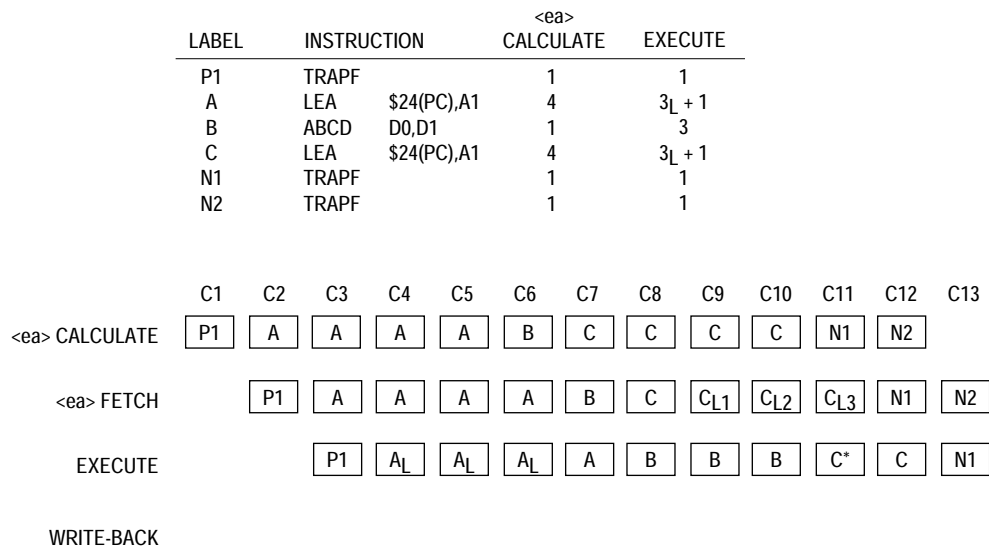 <ea>
LABEL INSTRUCTION CALCULATE EXECUTE
P1 TRAPF 1 1
A LEA $24(PC),A1 4 3L + 1
B ABCD D0,D1 1 3
C LEA $24(PC),A1 4 3L + 1
N1 TRAPF 1 1
N2 TRAPF 1 1
C1 C2 C3 C4 C5 C6 C7 C8 C9 C10 C11 C12 C13
<ea> CALCULATE P1 A A A A B C C C C N1 N2
<ea> FETCH P1 A A A A B C CL1 CL2 CL3 N1 N2
EXECUTE P1 AL AL AL A B B B C* C N1
WRITE-BACK